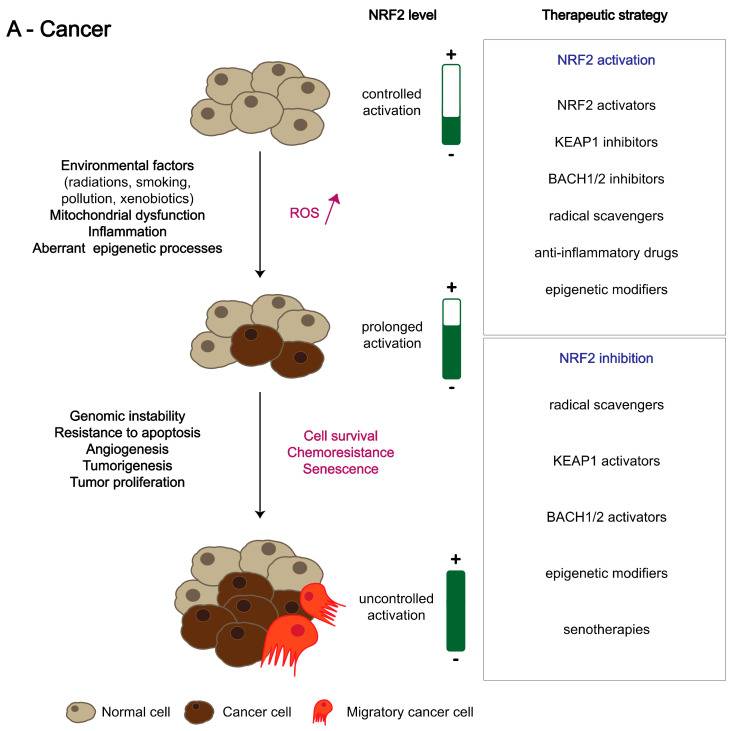 A - Cancer
NRF2 level
Therapeutic strategy
controlled
activation
+
-
NRF2 activation
NRF2 activators
KEAP1 inhibitors
BACH1/2 inhibitors
radical scavengers
anti-inflammatory drugs
epigenetic modifiers
Environmental factors
(radiations, smoking,
pollution, xenobiotics)
Mitochondrial dysfunction
Inflammation
Aberrant epigenetic processes
ROS
prolonged
activation
+
-
NRF2 inhibition
radical scavengers
KEAP1 activators
BACH1/2 activators
epigenetic modifiers
senotherapies
Genomic instability
Resistance to apoptosis
Angiogenesis
Tumorigenesis
Tumor proliferation
Cell survival
Chemoresistance
Senescence
uncontrolled
activation
+
-
Normal cell
Cancer cell
Migratory cancer cell